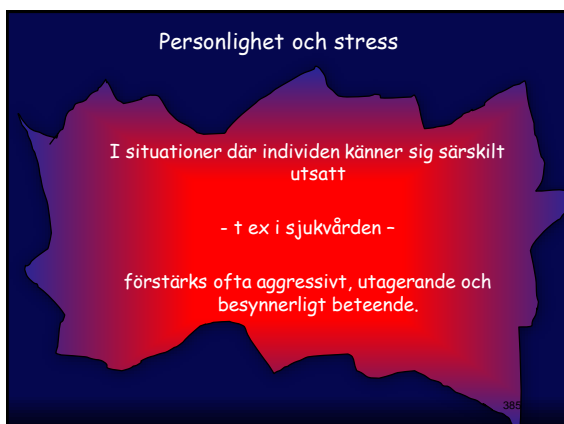 Personlighet och stress
I situationer där individen känner sig särskilt
utsatt
- t ex i sjukvården –
förstärks ofta aggressivt, utagerande och
besynnerligt beteende.
385